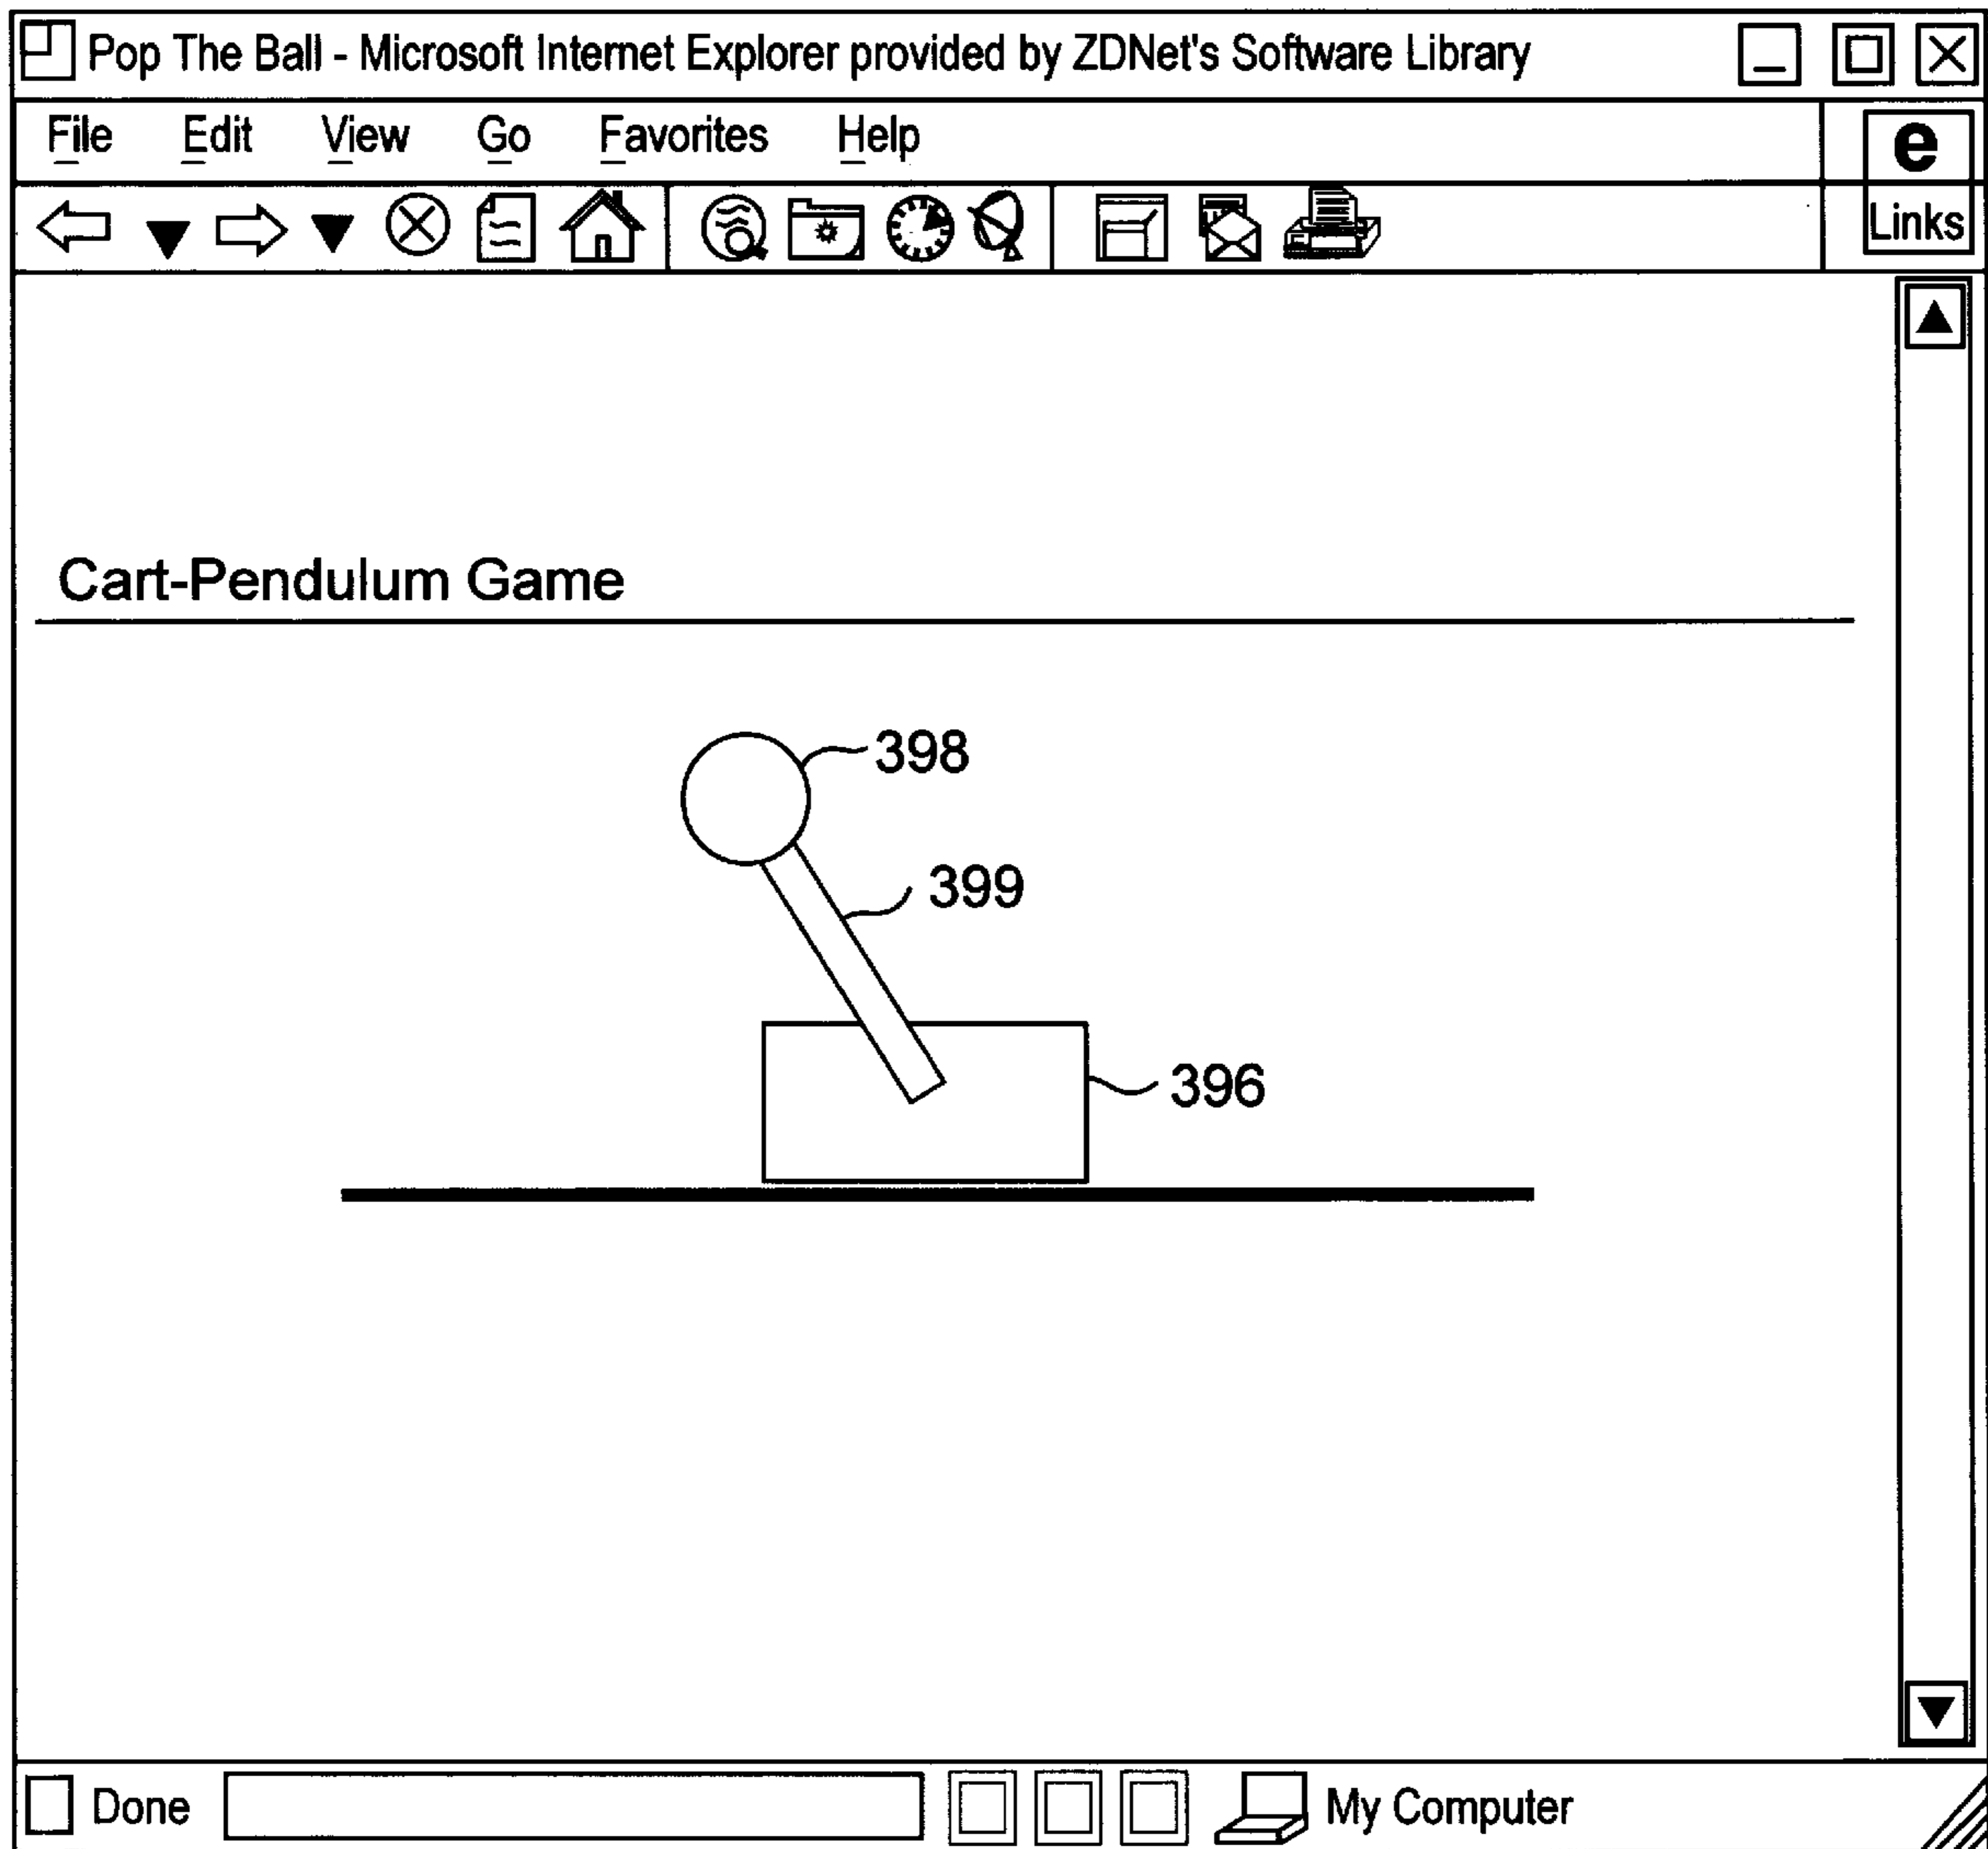 Pop The Ball - Microsoft Internet Explorer provided by ZDNet's Software Library
File Edit View Go Favorites Help
e
Links
Cart-Pendulum Game
398
399
396
Done
My Computer